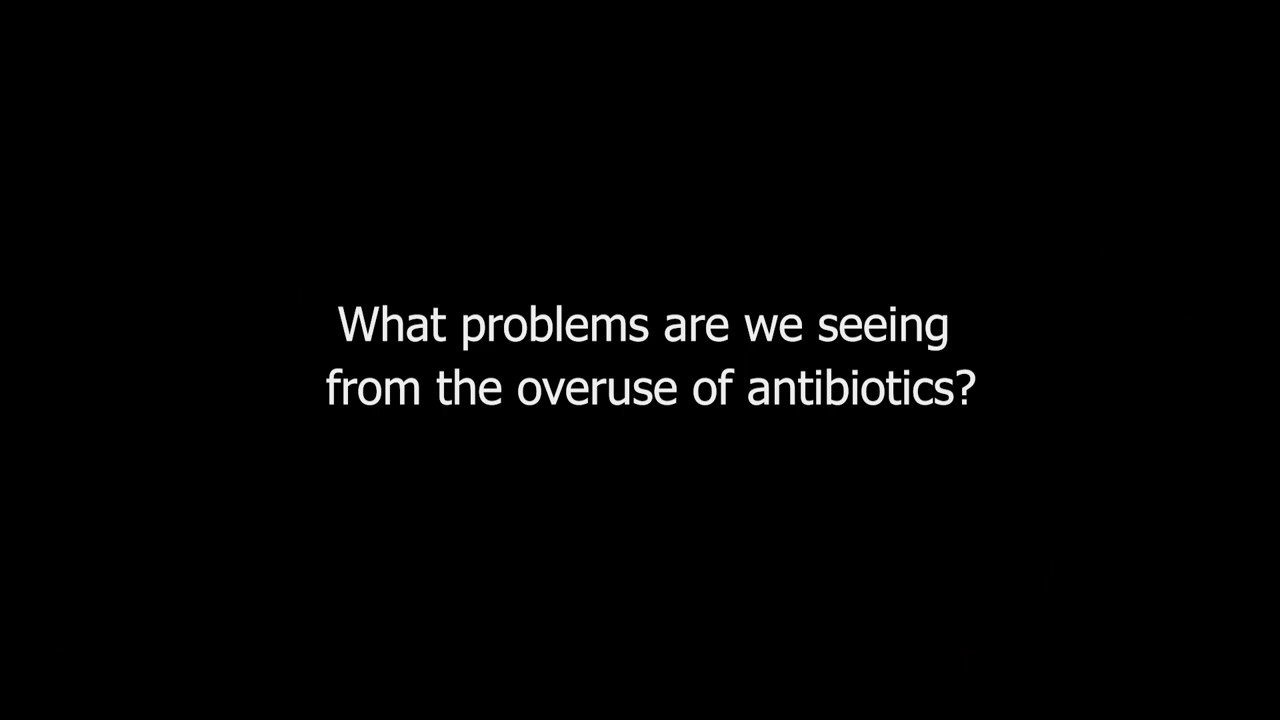 What problems are we seeing
from the overuse of antibiotics?